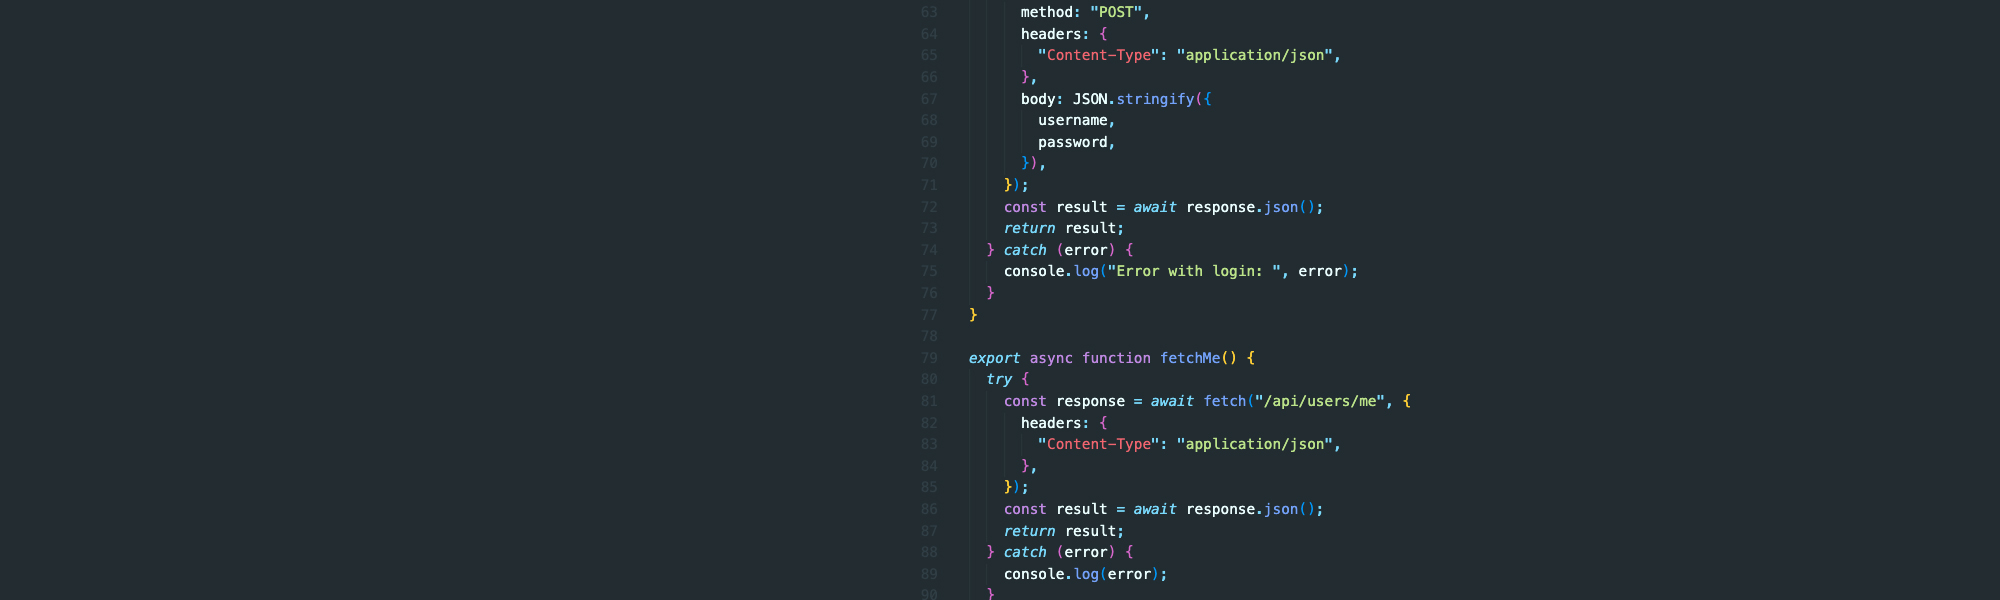 63 method: "POST",
64 headers: {
65 "Content-Type": "application/json",
66 },
67 body: JSON.stringify({
68 username,
69 password,
70 }),
71 });
72 const result = await response.json();
73 return result;
74 } catch (error) {
75 console.log("Error with login: ", error);
76 }
77 }
78
79 export async function fetchMe() {
80 try {
81 const response = await fetch("/api/users/me", {
82 headers: {
83 "Content-Type": "application/json",
84 },
85 });
86 const result = await response.json();
87 return result;
88 } catch (error) {
89 console.log(error);
90 }